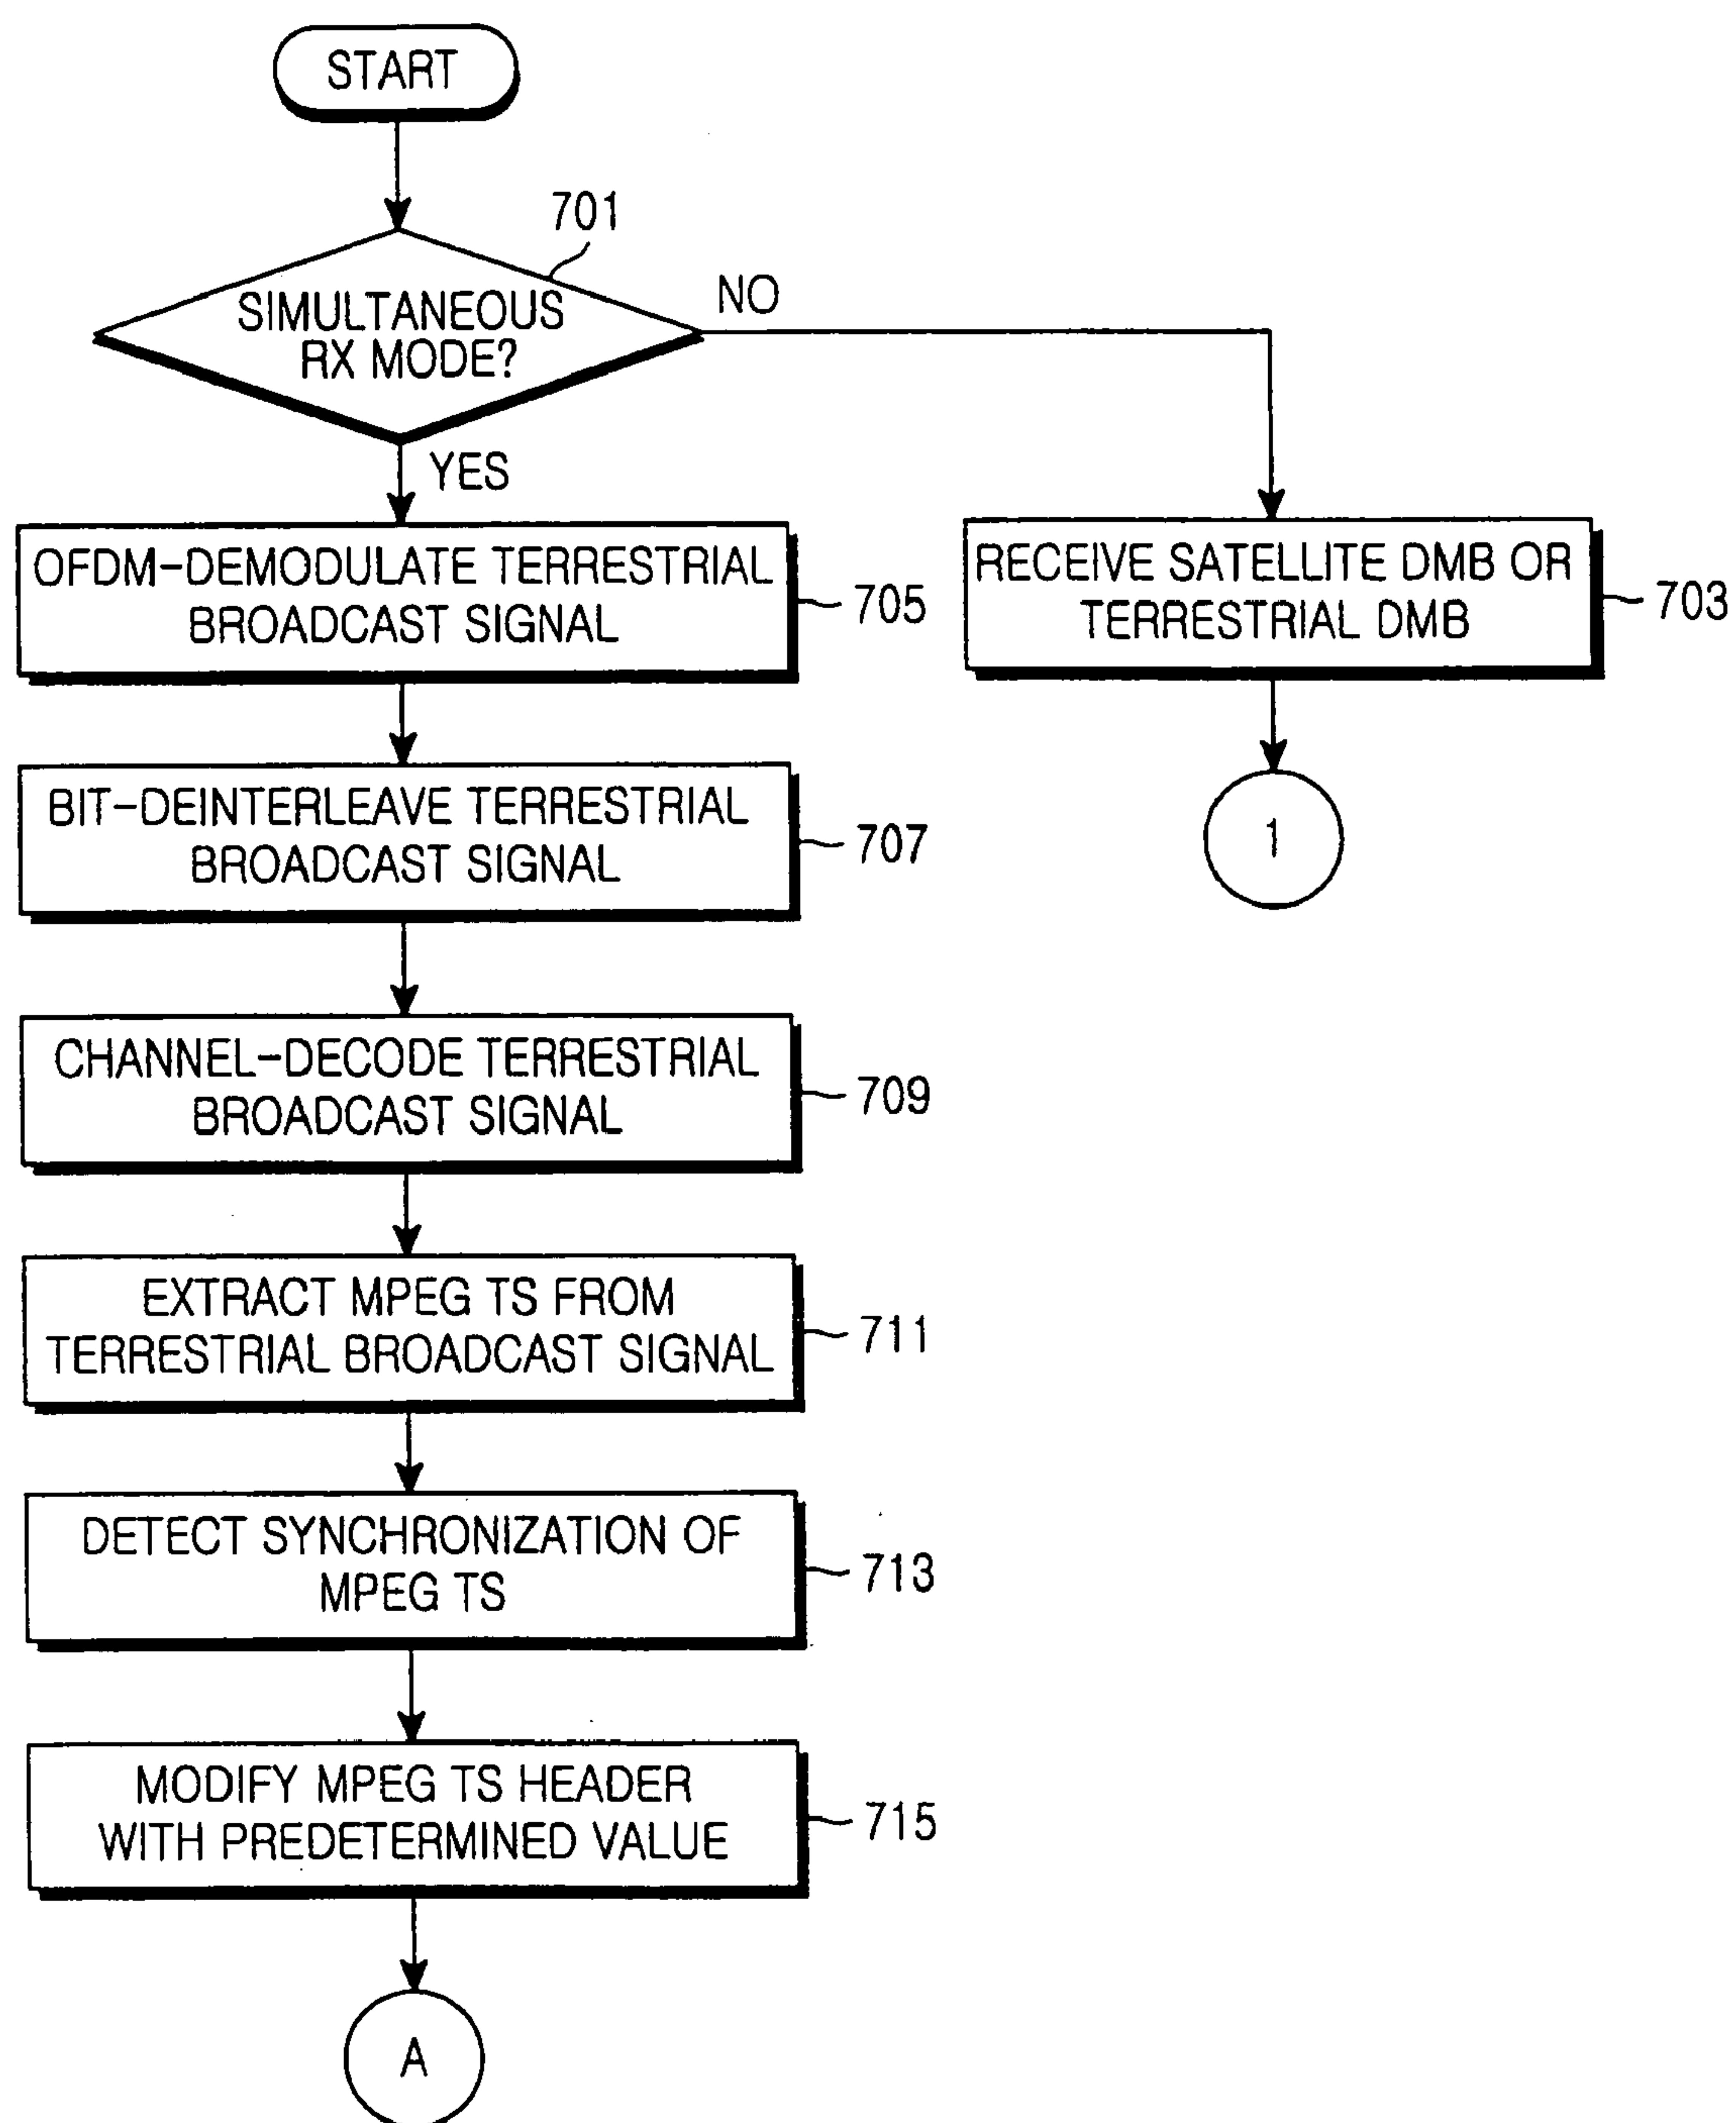 START
701
SIMULTANEOUS
RX MODE?
NO
YES
OFDM-DEMODULATE TERRESTRIAL
BROADCAST SIGNAL
705
RECEIVE SATELLITE DMB OR
TERRESTRIAL DMB
703
BIT-DEINTERLEAVE TERRESTRIAL
BROADCAST SIGNAL
707
1
CHANNEL-DECODE TERRESTRIAL
BROADCAST SIGNAL
709
EXTRACT MPEG TS FROM
TERRESTRIAL BROADCAST SIGNAL
711
DETECT SYNCHRONIZATION OF
MPEG TS
713
MODIFY MPEG TS HEADER
WITH PREDETERMINED VALUE
715
A